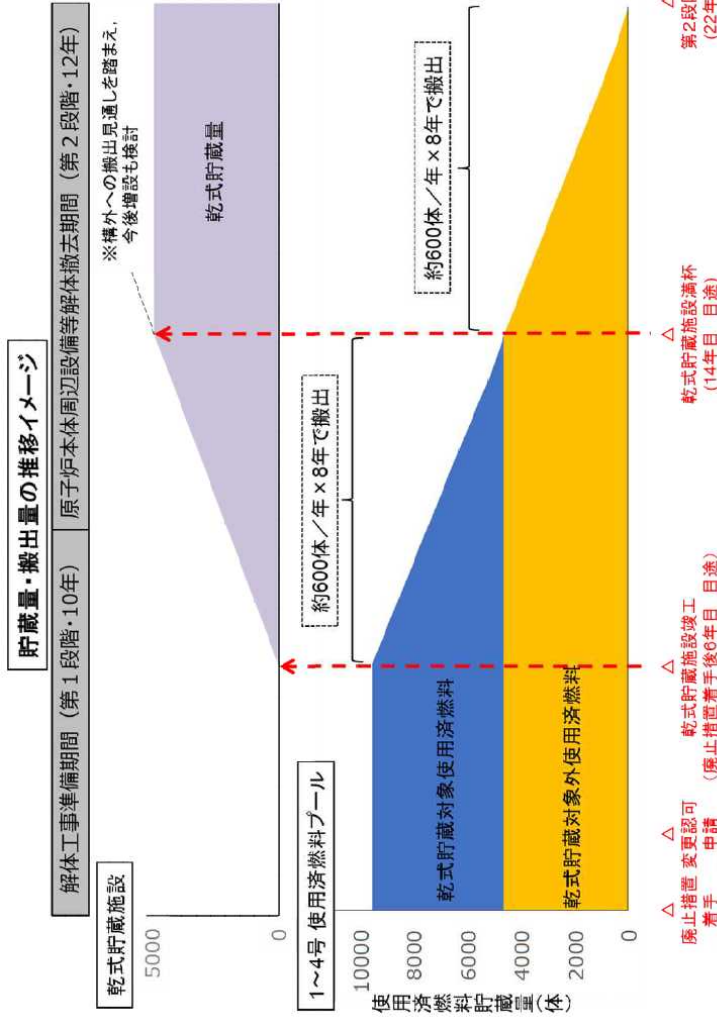 貯蔵量・搬出量の推移イメージ
解体工事準備期間（第１段階・10年）
原子炉本体周辺設備等解体撤去期間（第２段階・12年）
乾式貯蔵施設
5000
0
※構外への搬出見通しを踏まえ，
今後増設も検討
乾式貯蔵量
1～4号 使用済燃料プール
約600体／年×8年で搬出
約600体／年×8年で搬出
使用済燃料貯蔵量（体）
10000
8000
6000
4000
2000
0
乾式貯蔵対象使用済燃料
乾式貯蔵対象外使用済燃料
△
廃止措置
着手
△
変更認可
申請
△
乾式貯蔵施設竣工
（廃止措置着手後6年目 目途）
△
乾式貯蔵施設満杯
（14年目 目途）
△
第2段
（22年